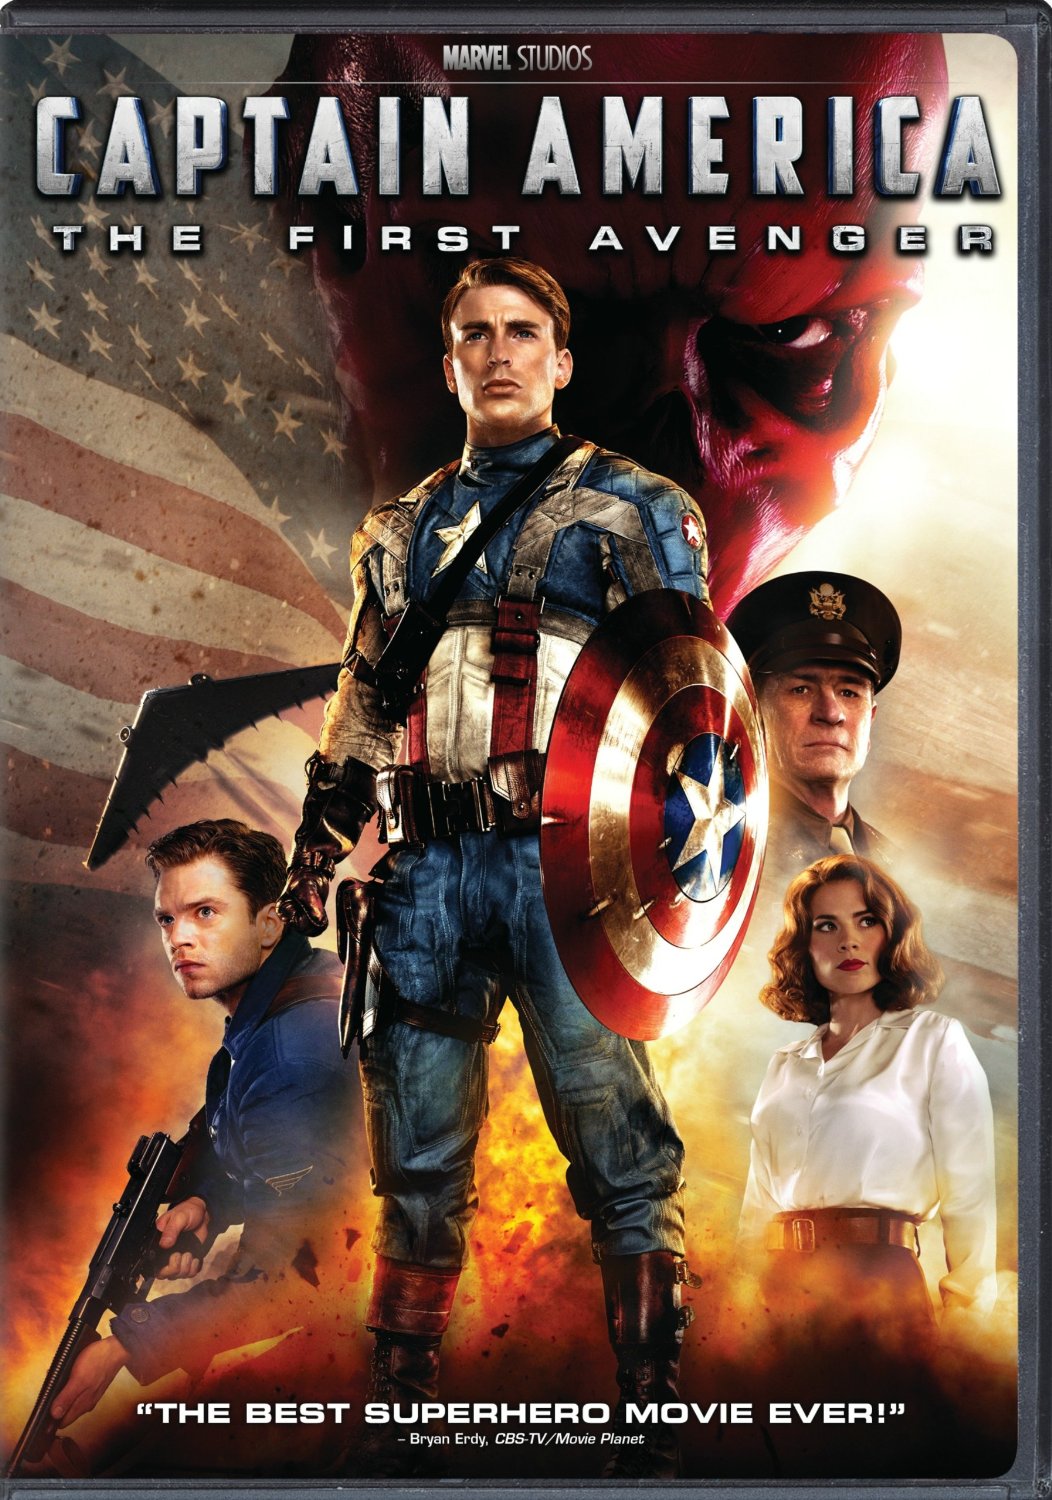 MARVEL STUDIOS
CAPTAIN AMERICA
THE FIRST AVENGER
“THE BEST SUPERHERO MOVIE EVER!”
– Bryan Erdy, CBS-TV/Movie Planet